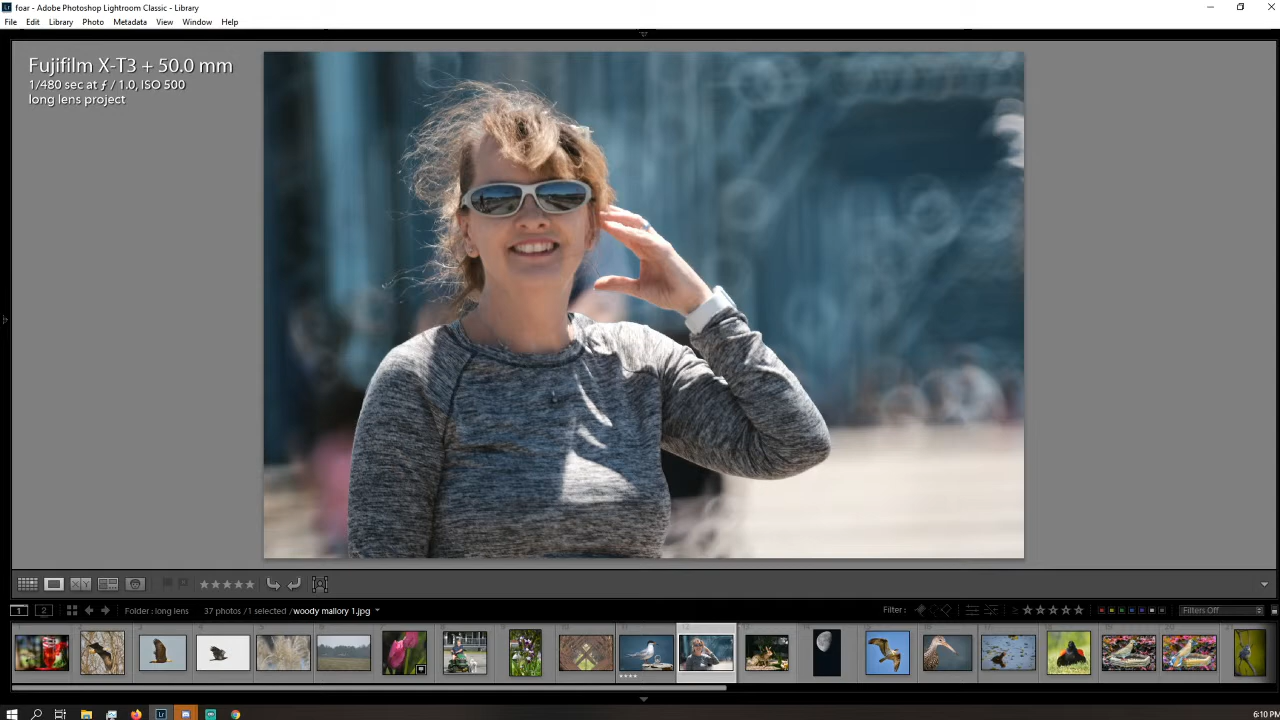 foar - Adobe Photoshop Lightroom Classic - Library
File Edit Library Photo Metadata View Window Help
Fujifilm X-T3 + 50.0 mm
1/480 sec at ƒ / 1.0, ISO 500
long lens project
XY
1 2 Folder : long lens 37 photos / 1 selected / woody mallory 1.jpg Filter : Filters Off
6:10 PM